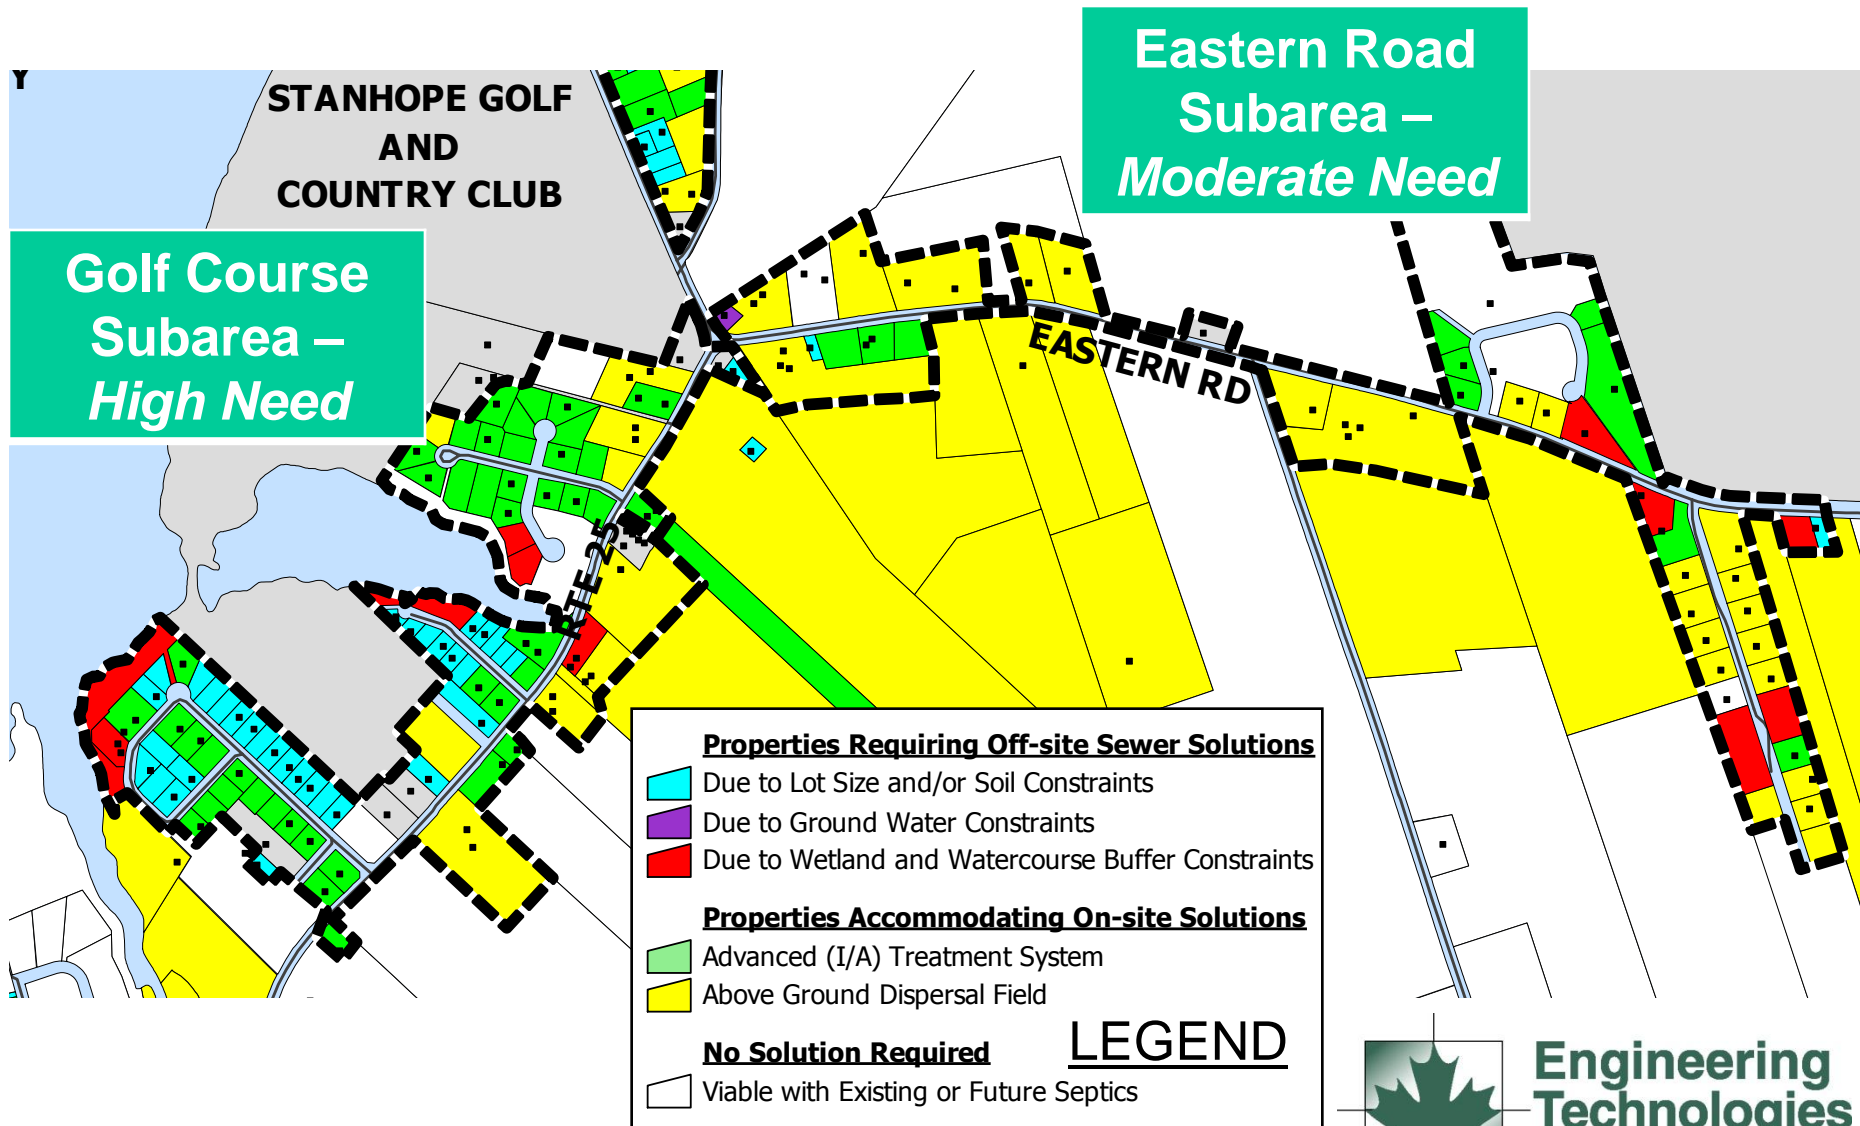 Y
STANHOPE GOLF
AND
COUNTRY CLUB
Eastern Road
Subarea –
Moderate Need
Golf Course
Subarea –
High Need
EASTERN RD
RTE 25
Properties Requiring Off-site Sewer Solutions
Due to Lot Size and/or Soil Constraints
Due to Ground Water Constraints
Due to Wetland and Watercourse Buffer Constraints
Properties Accommodating On-site Solutions
Advanced (I/A) Treatment System
Above Ground Dispersal Field
No Solution Required
LEGEND
Viable with Existing or Future Septics
Engineering
Technologies